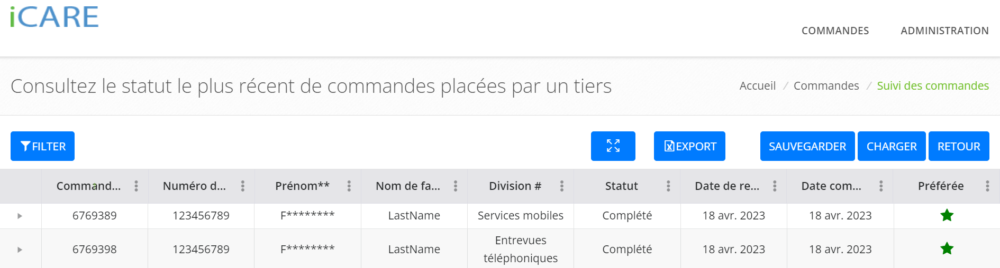 iCARE
COMMANDES ADMINISTRATION
Consultez le statut le plus récent de commandes placées par un tiers
Accueil / Commandes / Suivi des commandes
FILTER EXPORT SAUVEGARDER CHARGER RETOUR
Command... Numéro d... Prénom** Nom de fa... Division # Statut Date de re... Date com... Préférée
6769389 123456789 F******** LastName Services mobiles Complété 18 avr. 2023 18 avr. 2023
6769398 123456789 F******** LastName Entrevues téléphoniques Complété 18 avr. 2023 18 avr. 2023